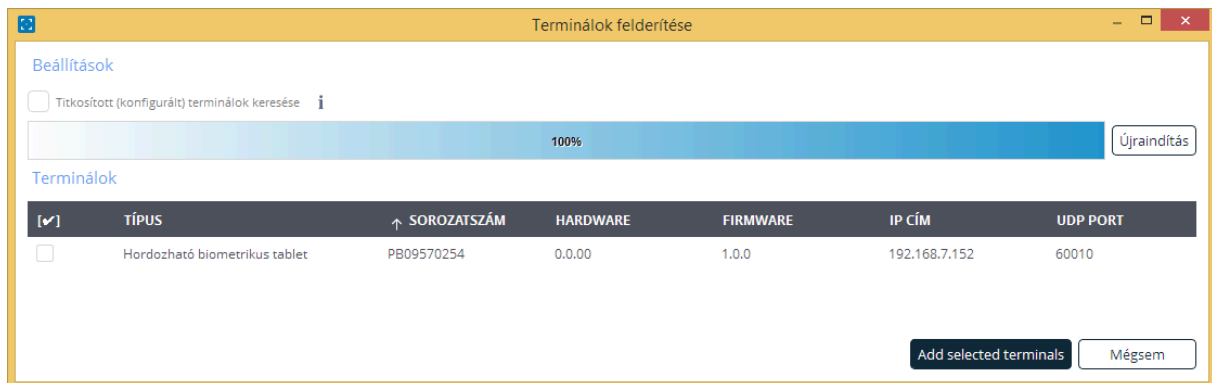 Terminálok felderítése
Beállítások
Titkosított (konfigurált) terminálok keresése i
100%
Újraindítás
Terminálok
[✔] TÍPUS ↑ SOROZATSZÁM HARDWARE FIRMWARE IP CÍM UDP PORT
Hordozható biometrikus tablet PB09570254 0.0.00 1.0.0 192.168.7.152 60010
Add selected terminals Mégsem